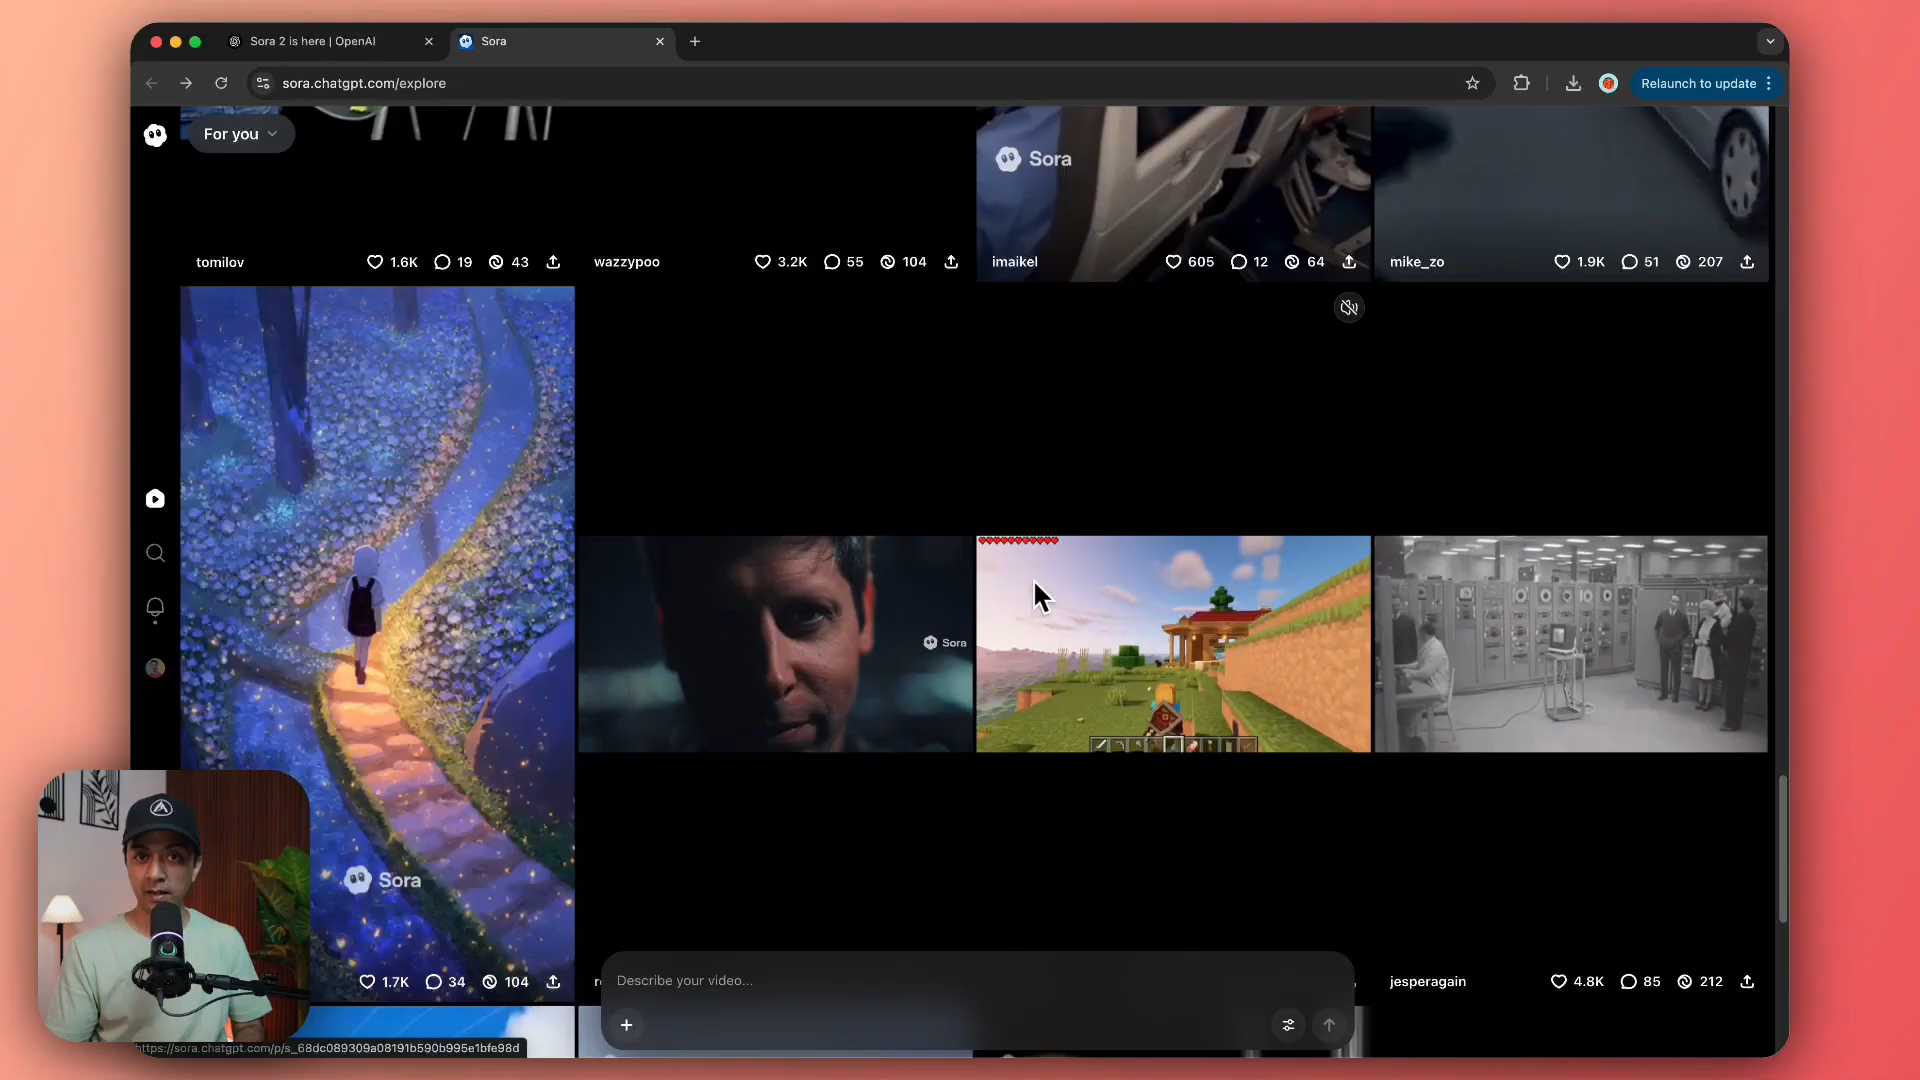 Sora 2 is here | OpenAI
Sora
sora.chatgpt.com/explore
Relaunch to update
For you
Sora
tomilov 1.6K 19 43
wazzypoo 3.2K 55 104
imaikel 605 12 64
mike_zo 1.9K 51 207
Sora
Sora
1.7K 34 104
jesperagain 4.8K 85 212
Describe your video...
https://sora.chatgpt.com/p/s_68dc089309a08191b590b995e1bfe98d